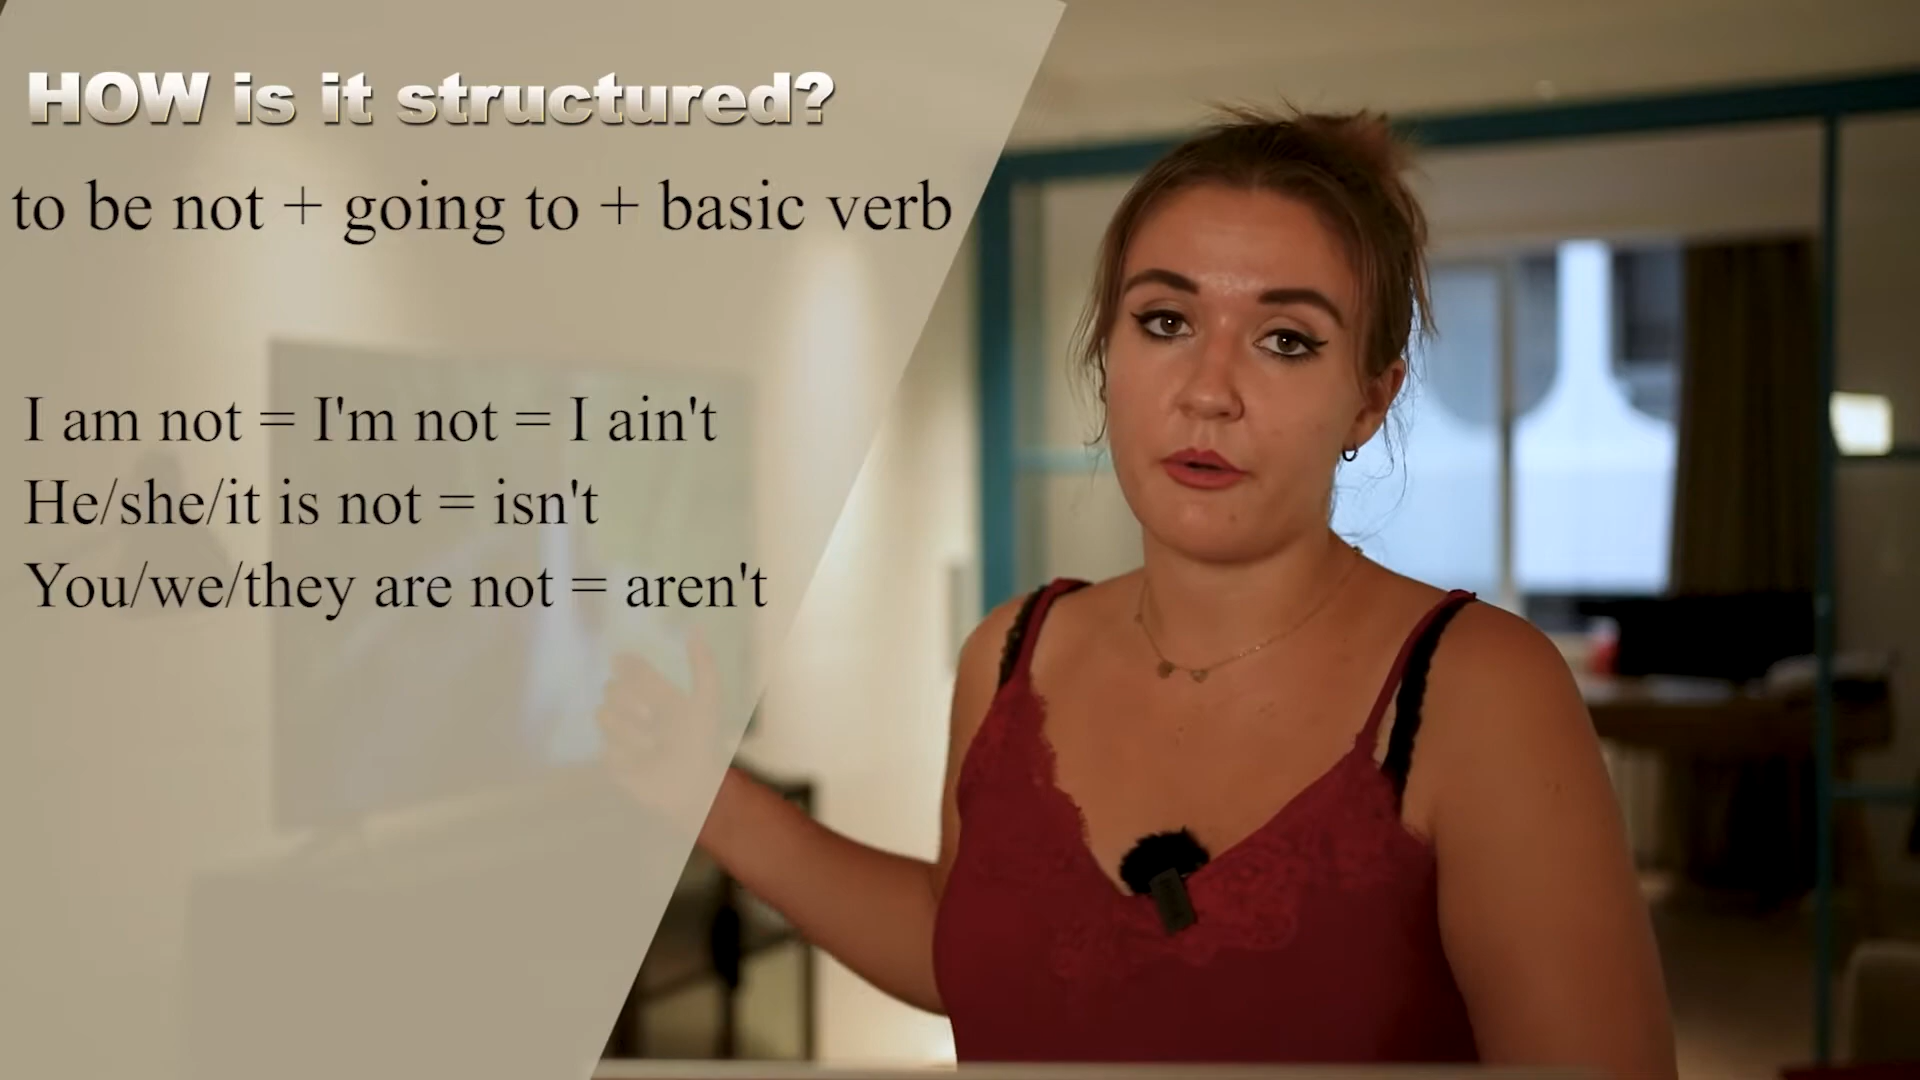 HOW is it structured?
to be not + going to + basic verb
I am not = I'm not = I ain't
He/she/it is not = isn't
You/we/they are not = aren't